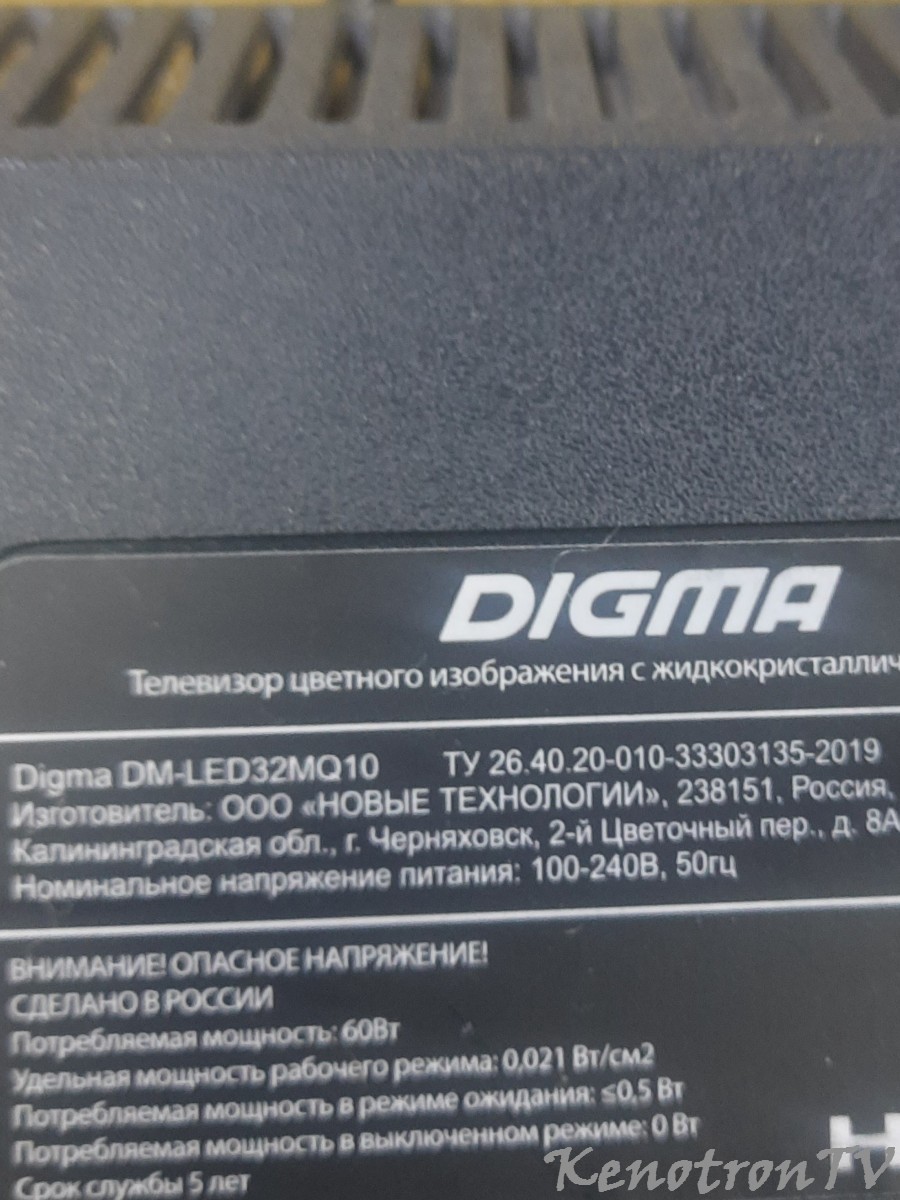 DIGMA
Телевизор цветного изображения с жидкокристаллич
Digma DM-LED32MQ10 ТУ 26.40.20-010-33303135-2019
Изготовитель: ООО «НОВЫЕ ТЕХНОЛОГИИ», 238151, Россия,
Калининградская обл., г. Черняховск, 2-й Цветочный пер., д. 8А
Номинальное напряжение питания: 100-240В, 50гц
ВНИМАНИЕ! ОПАСНОЕ НАПРЯЖЕНИЕ!
СДЕЛАНО В РОССИИ
Потребляемая мощность: 60Вт
Удельная мощность рабочего режима: 0,021 Вт/см2
Потребляемая мощность в режиме ожидания: ≤0,5 Вт
Потребляемая мощность в выключенном режиме: 0 Вт
Срок службы 5 лет
KenotronTV